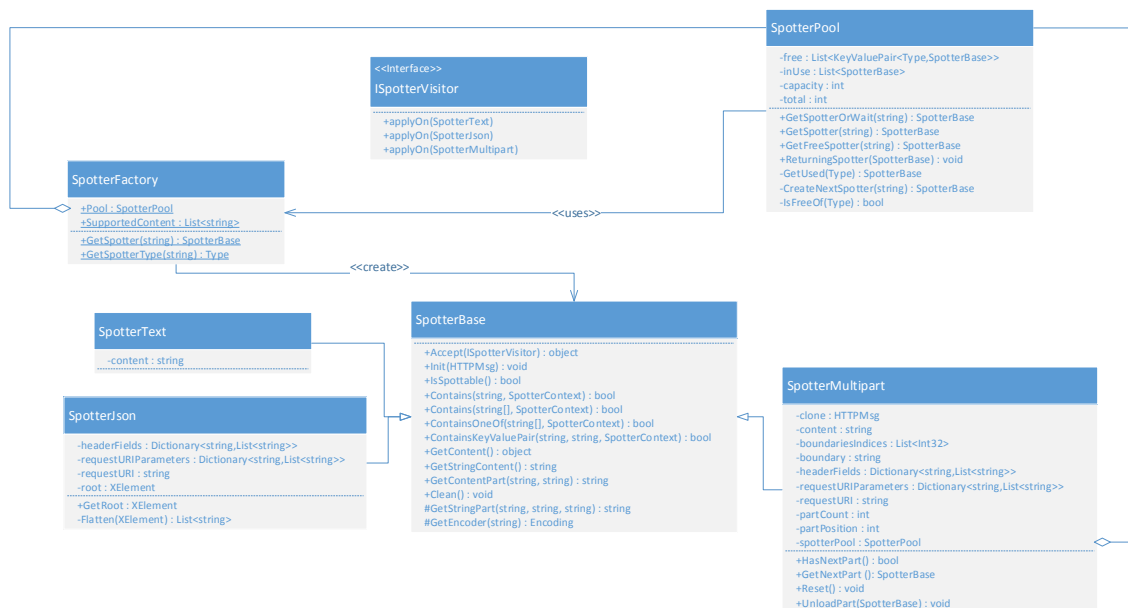 SpotterPool
-free : List<KeyValuePair<Type,SpotterBase>>
-inUse : List<SpotterBase>
-capacity : int
-total : int
+GetSpotterOrWait(string) : SpotterBase
+GetSpotter(string) : SpotterBase
+GetFreeSpotter(string) : SpotterBase
+ReturningSpotter(SpotterBase) : void
-GetUsed(Type) : SpotterBase
-CreateNextSpotter(string) : SpotterBase
-IsFreeOf(Type) : bool
<<Interface>>
ISpotterVisitor
+applyOn(SpotterText)
+applyOn(SpotterJson)
+applyOn(SpotterMultipart)
SpotterFactory
+Pool : SpotterPool
+SupportedContent : List<string>
+GetSpotter(string) : SpotterBase
+GetSpotterType(string) : Type
<<uses>>
<<create>>
SpotterBase
+Accept(ISpotterVisitor) : object
+Init(HTTPMsg) : void
+IsSpottable() : bool
+Contains(string, SpotterContext) : bool
+Contains(string[], SpotterContext) : bool
+ContainsOneOf(string[], SpotterContext) : bool
+ContainsKeyValuePair(string, string, SpotterContext) : bool
+GetContent() : object
+GetStringContent() : string
+GetContentPart(string, string) : string
+Clean() : void
#GetStringPart(string, string, string) : string
#GetEncoder(string) : Encoding
SpotterText
-content : string
SpotterJson
-headerFields : Dictionary<string,List<string>>
-requestURIParameters : Dictionary<string,List<string>>
-requestURI : string
-root : XElement
+GetRoot : XElement
-Flatten(XElement) : List<string>
SpotterMultipart
-clone : HTTPMsg
-content : string
-boundariesIndices : List<Int32>
-boundary : string
-headerFields : Dictionary<string,List<string>>
-requestURIParameters : Dictionary<string,List<string>>
-requestURI : string
-partCount : int
-partPosition : int
-spotterPool : SpotterPool
+HasNextPart() : bool
+GetNextPart (): SpotterBase
+Reset() : void
+UnloadPart(SpotterBase) : void